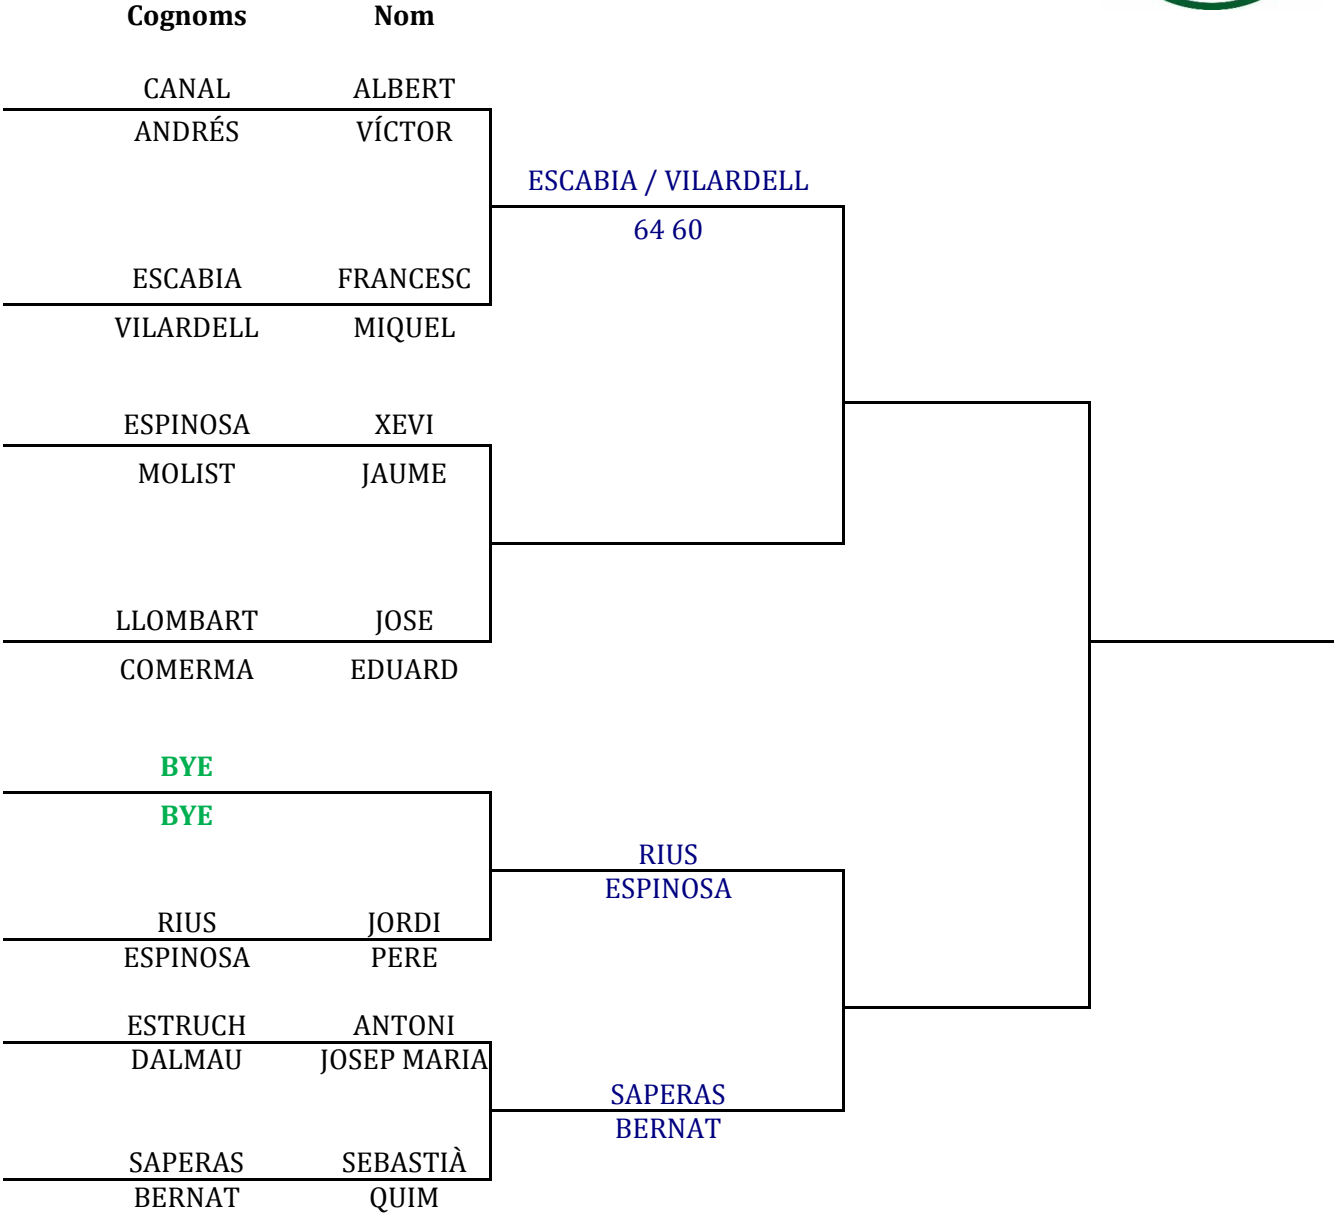 Cognoms Nom
CANAL ALBERT
ANDRÉS VÍCTOR
ESCABIA / VILARDELL
64 60
ESCABIA FRANCESC
VILARDELL MIQUEL
ESPINOSA XEVI
MOLIST JAUME
LLOMBART JOSE
COMERMA EDUARD
BYE
BYE
RIUS
ESPINOSA
RIUS JORDI
ESPINOSA PERE
ESTRUCH ANTONI
DALMAU JOSEP MARIA
SAPERAS
BERNAT
SAPERAS SEBASTIÀ
BERNAT QUIM